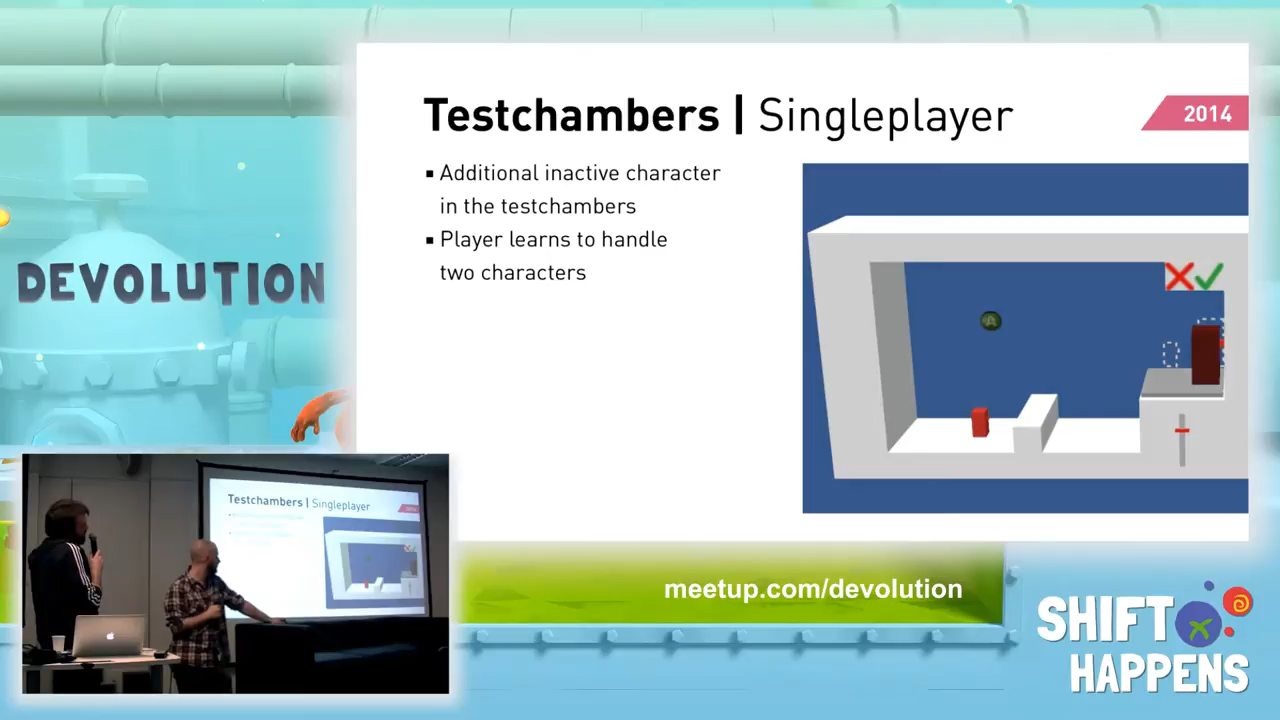 Testchambers | Singleplayer
2014
▪ Additional inactive character
in the testchambers
▪ Player learns to handle
two characters
DEVOLUTION
Testchambers | Singleplayer
meetup.com/devolution
SHIFT
HAPPENS